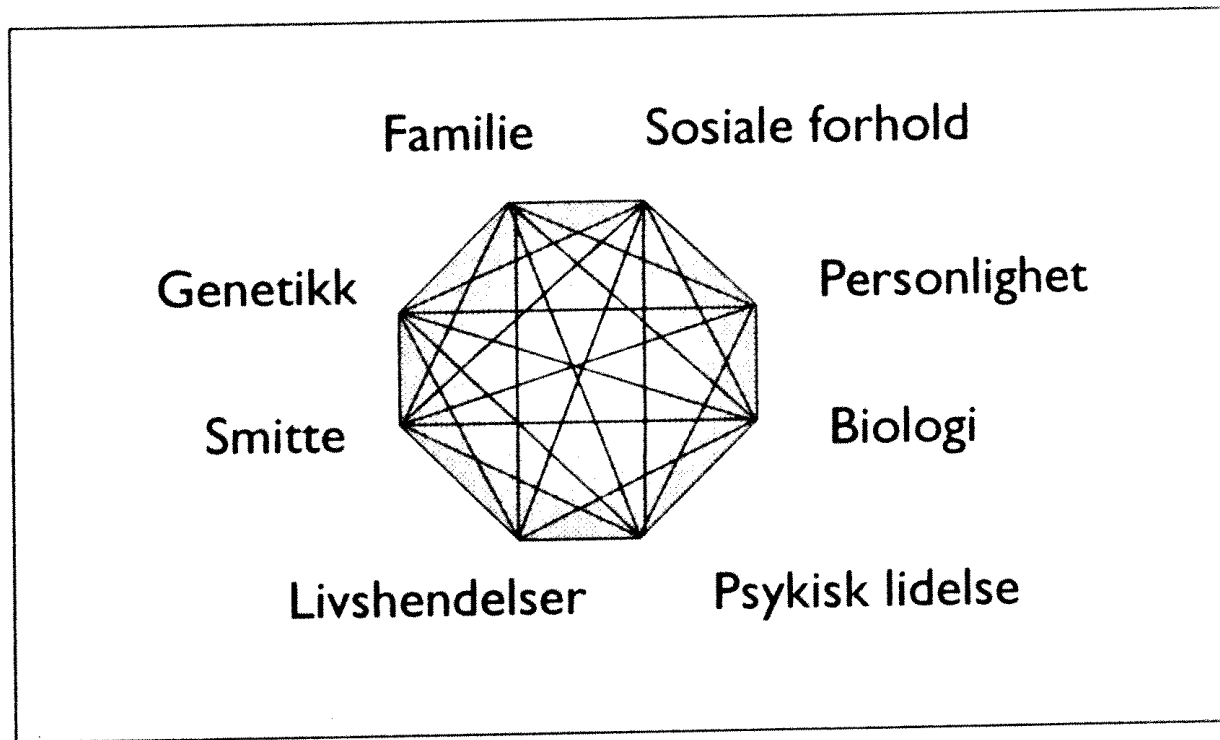 Familie Sosiale forhold
Genetikk Personlighet
Smitte Biologi
Livshendelser Psykisk lidelse